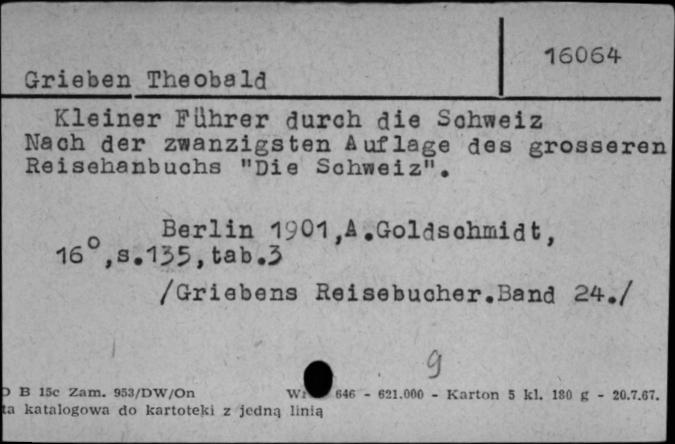 16064
Grieben Theobald
Kleiner Führer durch die Schweiz
Nach der zwanzigsten Auflage des grosseren
Reisehanbuchs "Die Schweiz".
Berlin 1901,A.Goldschmidt,
16°,s.135,tab.3
/Griebens Reisebucher.Band 24./
9
B 15c Zam. 953/DW/On 646 - 621.000 - Karton 5 kl. 180 g - 20.7.67.
ta katalogowa do kartoteki z jedną linią